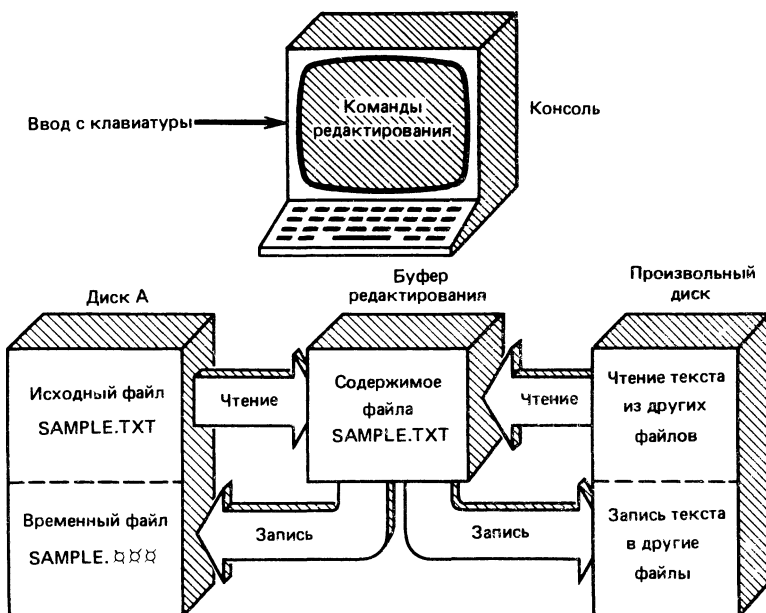 Ввод с клавиатуры
Команды
редактирования
Консоль
Диск А
Буфер
редактирования
Произвольный
диск
Исходный файл
SAMPLE.TXT
Чтение
Содержимое
файла
SAMPLE.TXT
Чтение
Чтение текста
из других
файлов
Временный файл
SAMPLE.¤¤¤
Запись
Запись
Запись текста
в другие
файлы